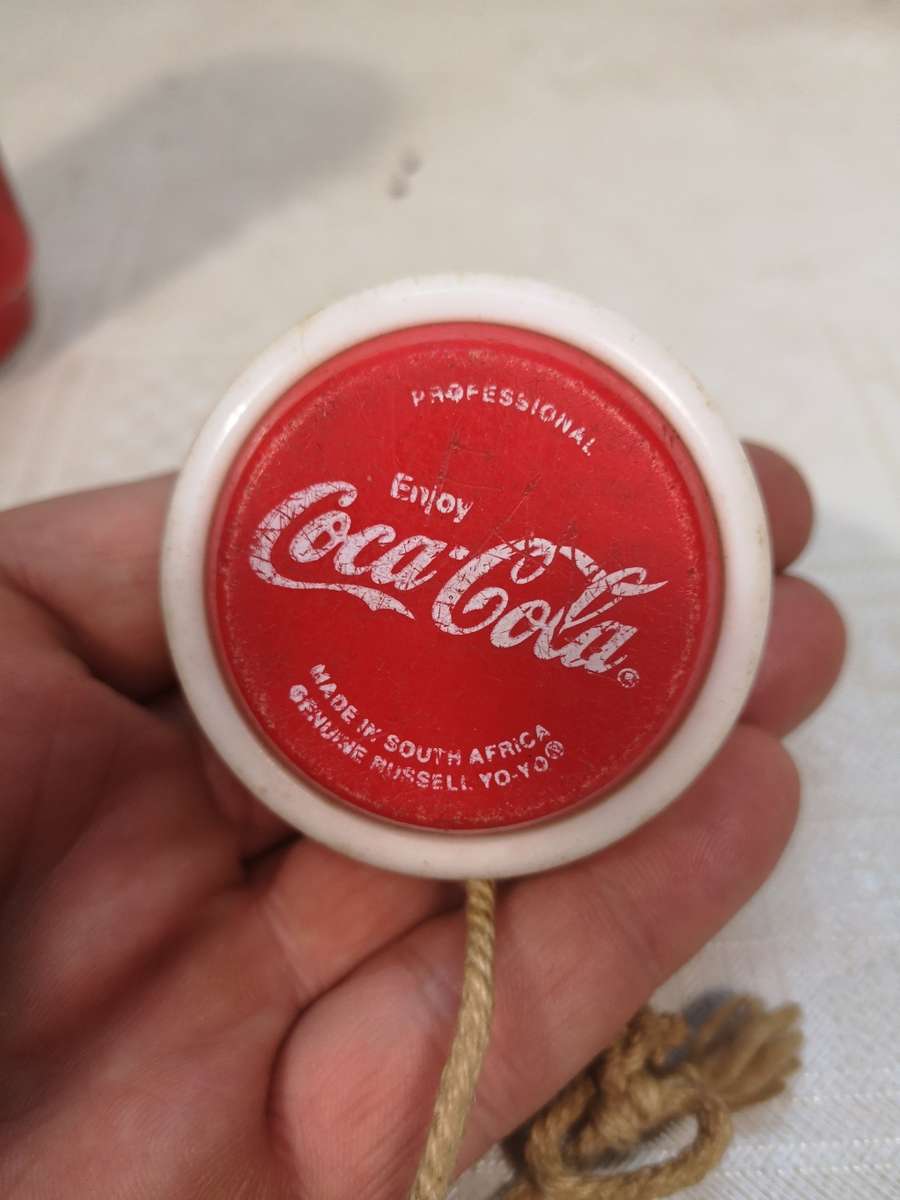 PROFESSIONAL
Enjoy
Coca-Cola®
MADE IN SOUTH AFRICA
GENUINE RUSSELL YO-YO®